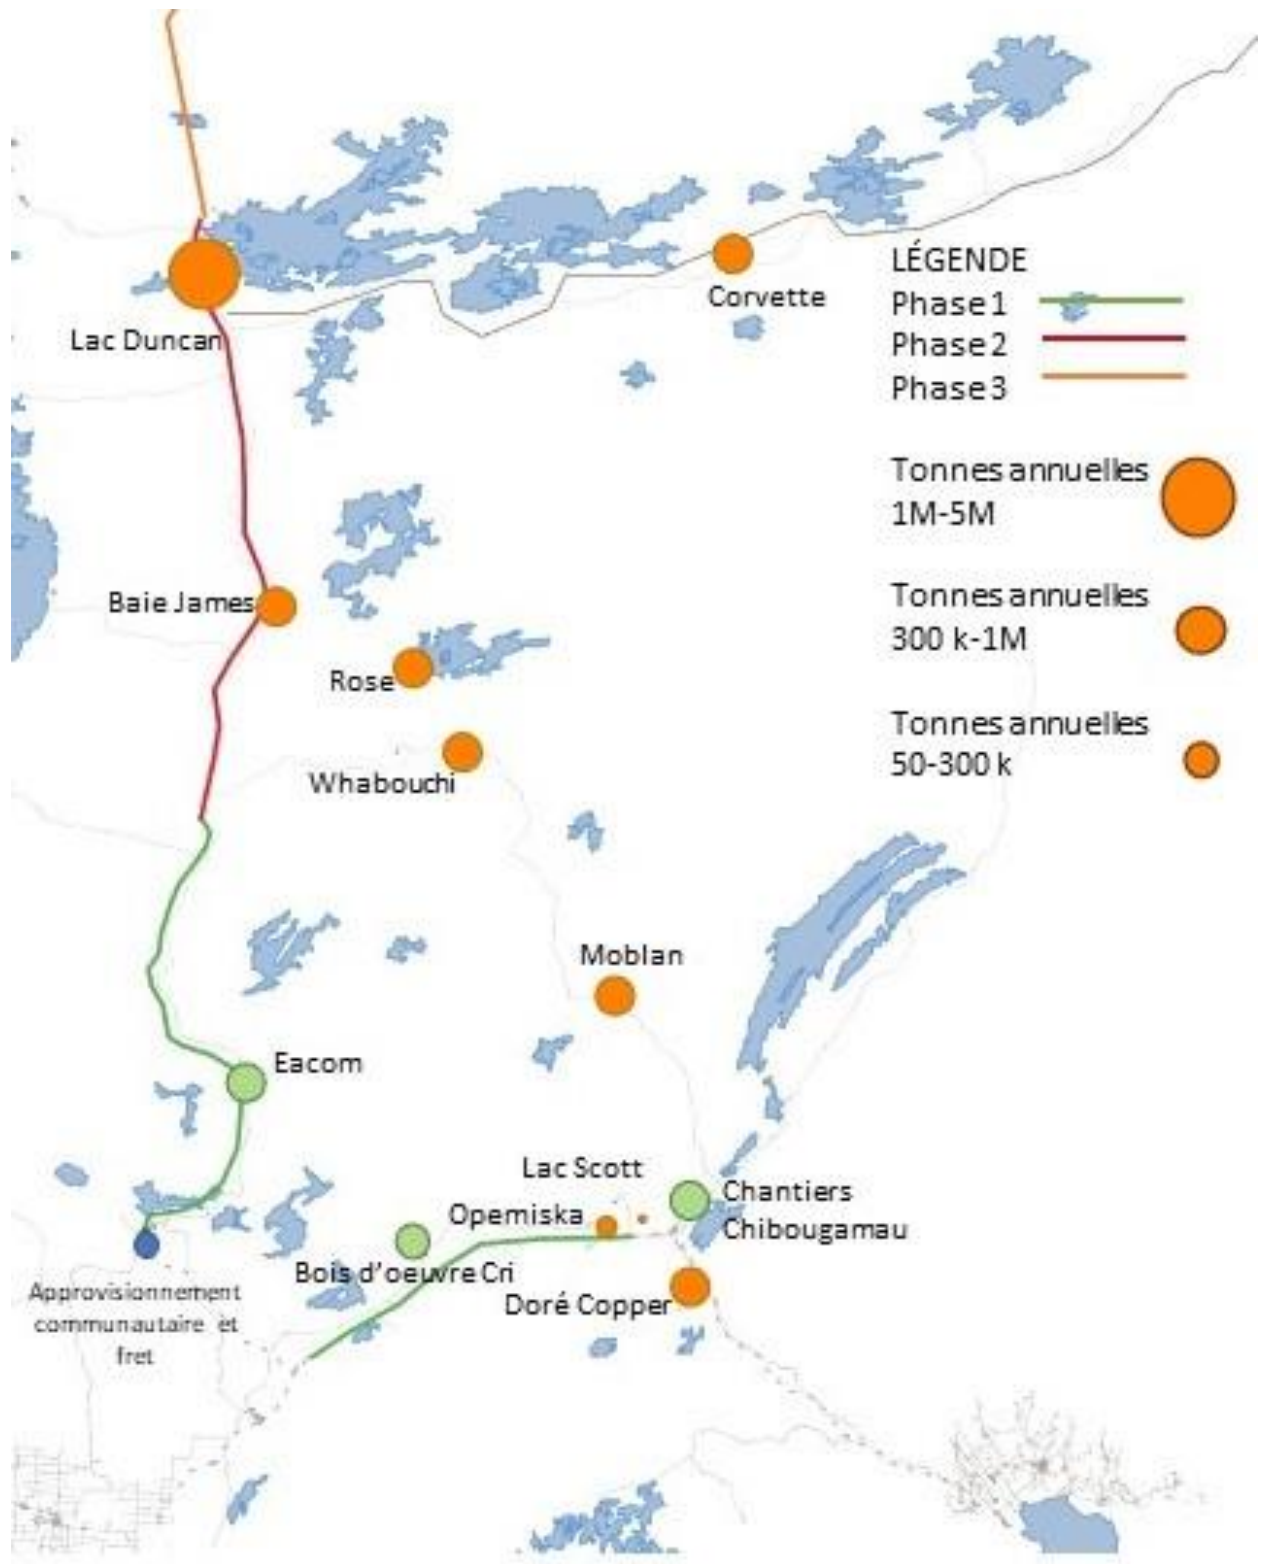 Corvette
Lac Duncan
LÉGENDE
Phase 1
Phase 2
Phase 3
Tonnes annuelles
1M-5M
Tonnes annuelles
300 k-1M
Tonnes annuelles
50-300 k
Baie James
Rose
Whabouchi
Moblan
Eacom
Lac Scott
Opemiska
Chantiers
Chibougamau
Bois d'oeuvre Cri
Doré Copper
Approvisionnement
communautaire et
fret